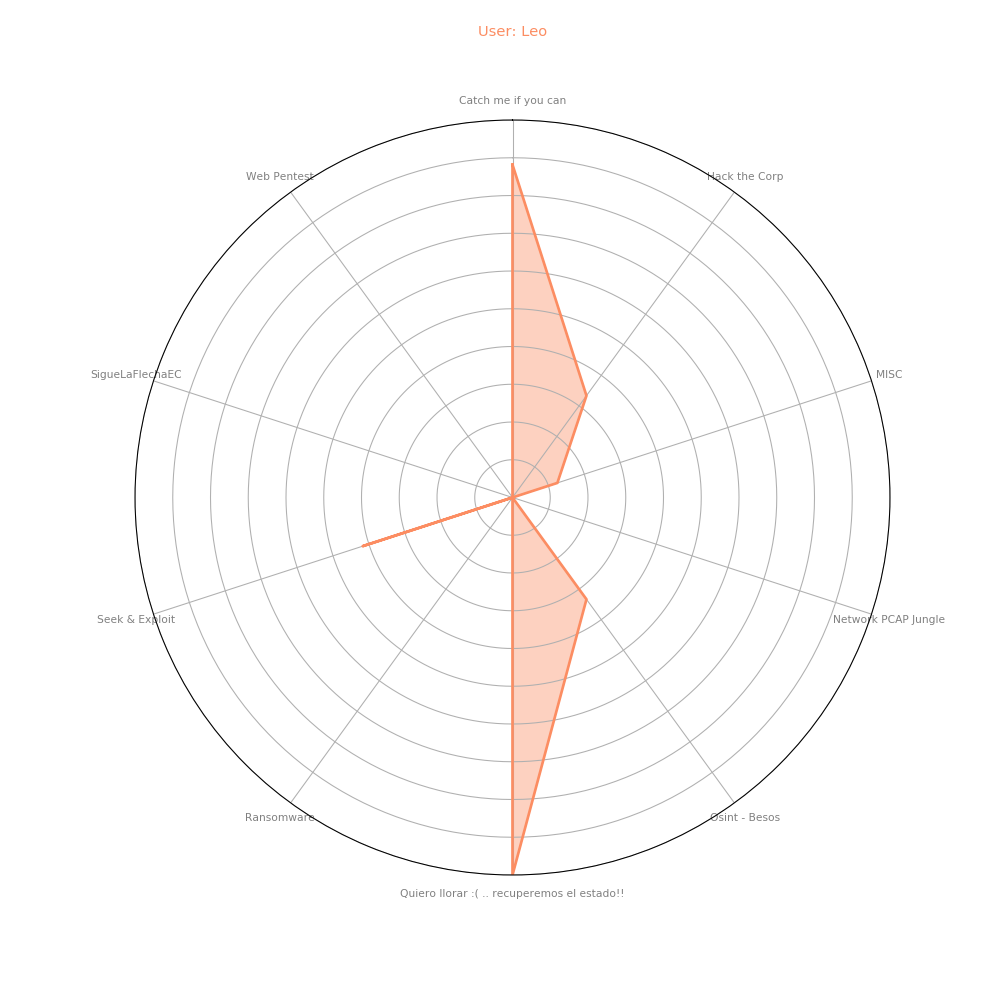 User: Leo
Catch me if you can
Web Pentest
Hack the Corp
SigueLaFlechaEC
MISC
Seek & Exploit
Network PCAP Jungle
Ransomware
Osint - Besos
Quiero llorar :( .. recuperemos el estado!!